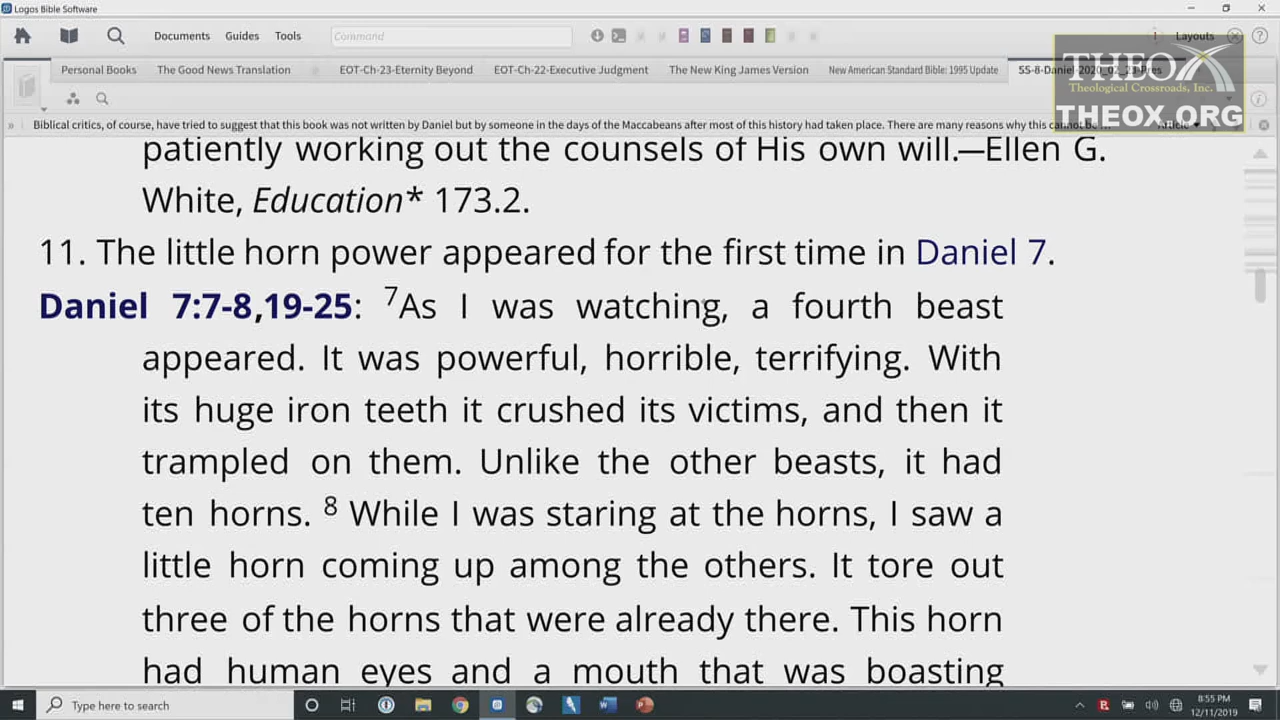 Logos Bible Software
Documents Guides Tools Command Layouts
Personal Books The Good News Translation EOT-Ch-23-Trinity Beyond EOT-Ch-22-Executive Judgment The New King James Version New American Standard Bible: 1995 Update SS-8-Daniel-2020_02_23-Pres
THEOX
Theological Crossroads, Inc.
THEOX.ORG
» Biblical critics, of course, have tried to suggest that this book was not written by Daniel but by someone in the days of the Maccabeans after most of this history had taken place. There are many reasons why this cannot be ... Article
patiently working out the counsels of His own will.—Ellen G.
White, Education* 173.2.
11. The little horn power appeared for the first time in Daniel 7.
Daniel 7:7-8,19-25: 7As I was watching, a fourth beast
appeared. It was powerful, horrible, terrifying. With
its huge iron teeth it crushed its victims, and then it
trampled on them. Unlike the other beasts, it had
ten horns. 8 While I was staring at the horns, I saw a
little horn coming up among the others. It tore out
three of the horns that were already there. This horn
had human eyes and a mouth that was boasting
Type here to search
8:55 PM
12/11/2019